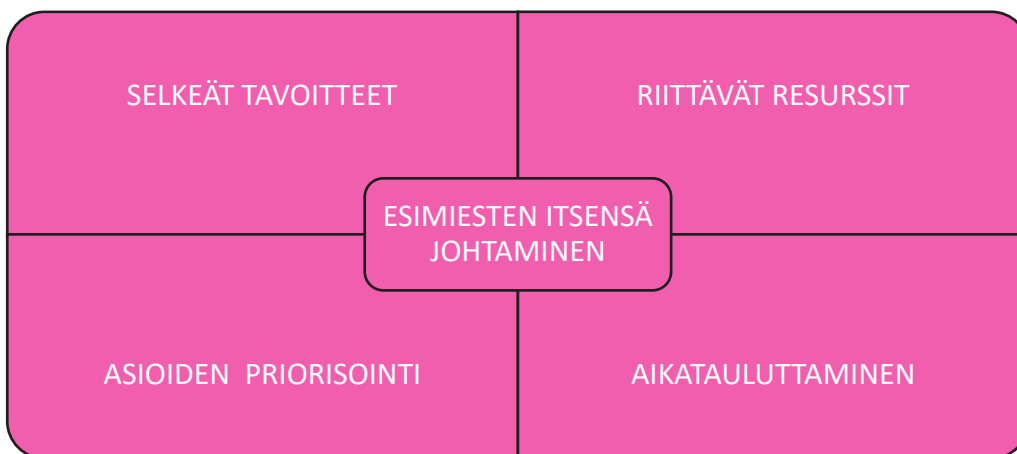 SELKEÄT TAVOITTEET
RIITTÄVÄT RESURSSIT
ESIMIESTEN ITSENSÄ
JOHTAMINEN
ASIOIDEN PRIORISOINTI
AIKATAULUTTAMINEN